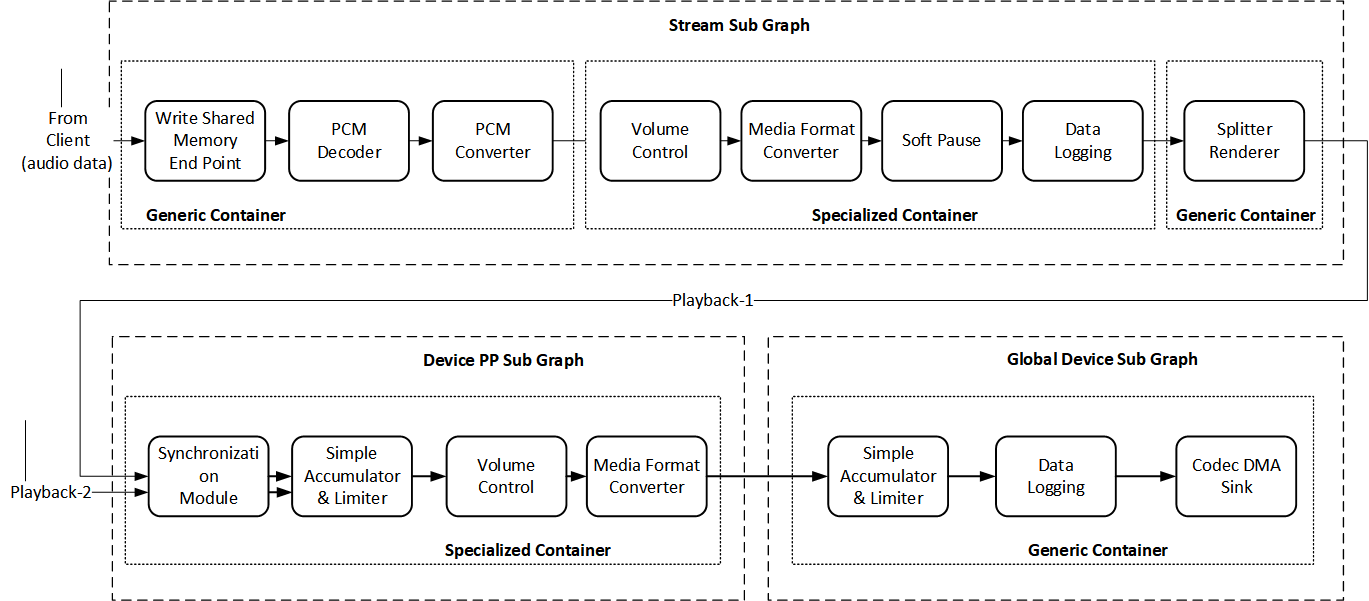 Stream Sub Graph
From
Client
(audio data)
Write Shared
Memory
End Point
PCM
Decoder
PCM
Converter
Generic Container
Volume
Control
Media Format
Converter
Soft Pause
Data
Logging
Specialized Container
Splitter
Renderer
Generic Container
Playback-1
Device PP Sub Graph
Playback-2
Synchronizati
on
Module
Simple
Accumulator
& Limiter
Volume
Control
Media Format
Converter
Specialized Container
Global Device Sub Graph
Simple
Accumulator
& Limiter
Data
Logging
Codec DMA
Sink
Generic Container